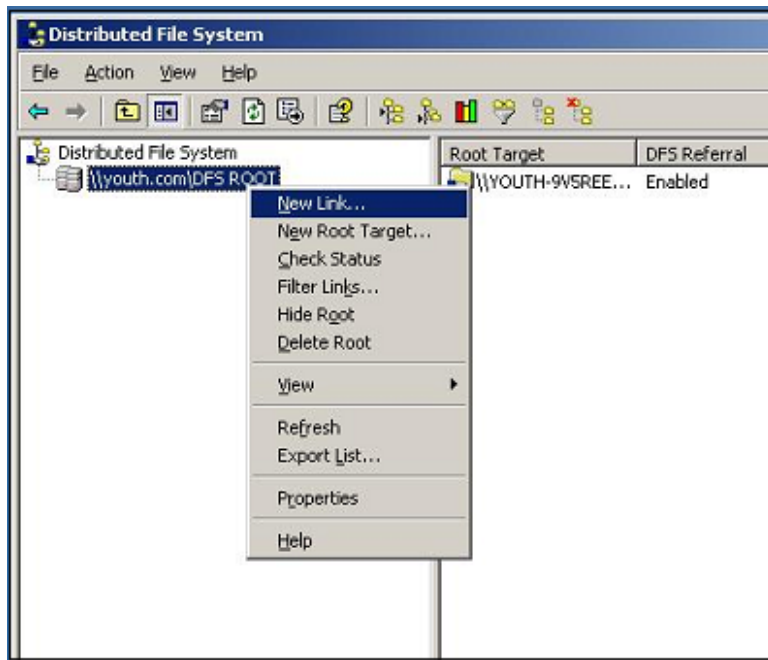 Distributed File System
File Action View Help
Distributed File System
\\youth.com\DFS ROOT
Root Target DFS Referral
\\YOUTH-9V5REE... Enabled
New Link...
New Root Target...
Check Status
Filter Links...
Hide Root
Delete Root
View
Refresh
Export List...
Properties
Help